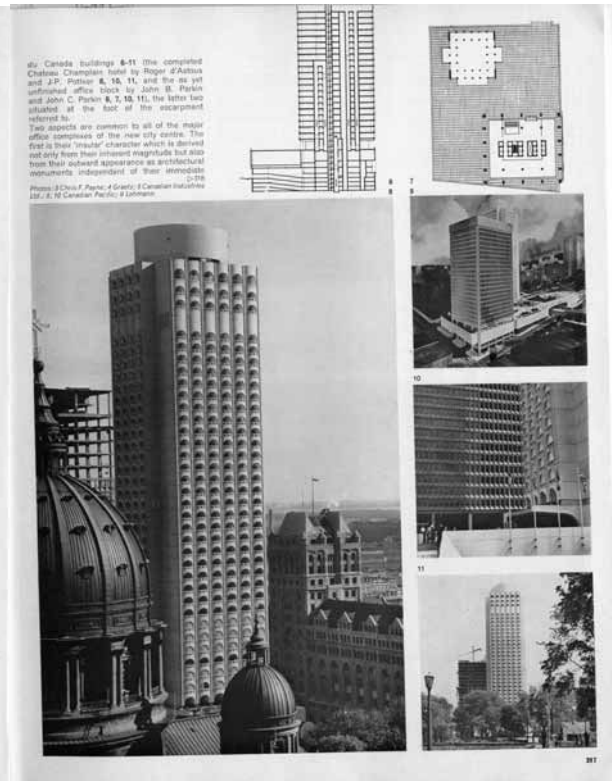 du Canada buildings 6-11 (the completed
Chateau Champlain hotel by Roger d'Astous
and J-P. Pothier 8, 10, 11, and the as yet
unfinished office block by John B. Parkin
and John C. Parkin 6, 7, 10, 11), the latter two
situated at the foot of the escarpment
referred to.
Two aspects are common to all of the major
office complexes of the new city centre. The
first is their 'insular' character which is derived
not only from their inherent magnitude but also
from their outward appearance as architectural
monuments independent of their immediate
Photos: 3 Chris F. Payne; 4 Graetz; 5 Canadian Industries
Ltd.; 8, 10 Canadian Pacific; 9 Lehmann.
6 7
8 9
10
11